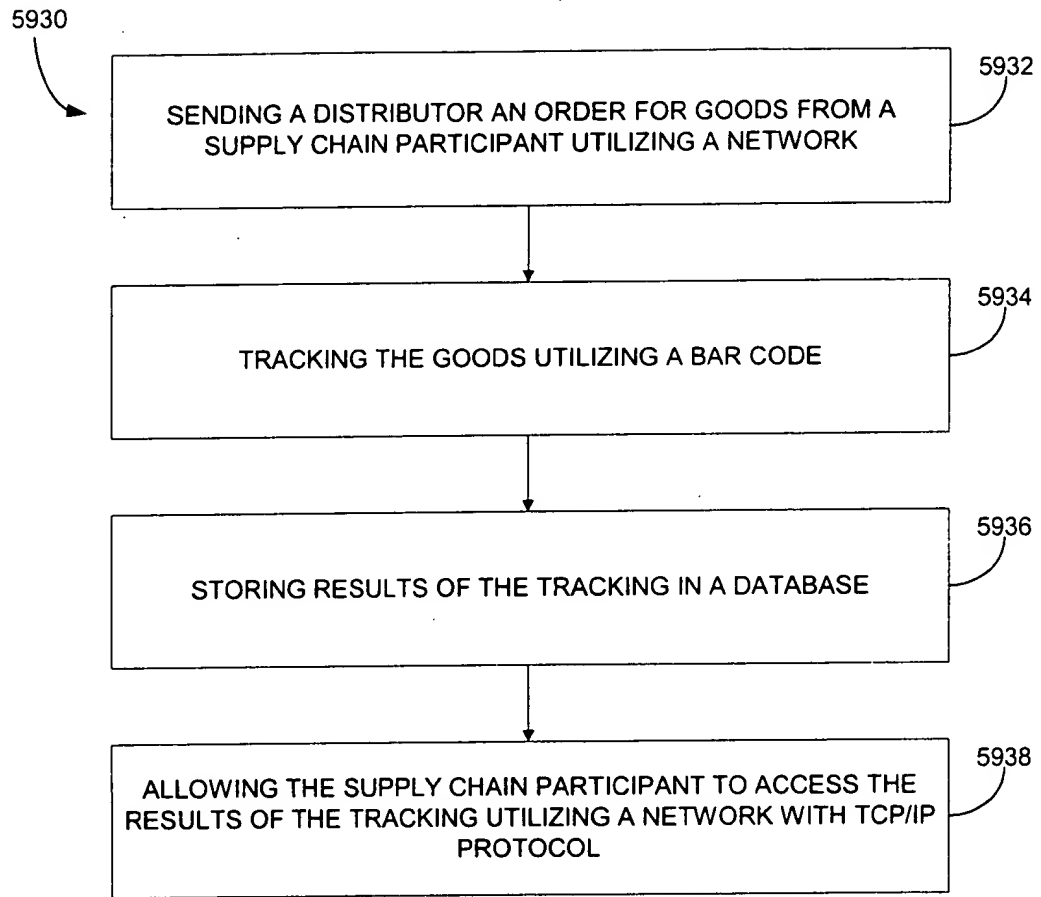 5930
5932
SENDING A DISTRIBUTOR AN ORDER FOR GOODS FROM A
SUPPLY CHAIN PARTICIPANT UTILIZING A NETWORK
5934
TRACKING THE GOODS UTILIZING A BAR CODE
5936
STORING RESULTS OF THE TRACKING IN A DATABASE
5938
ALLOWING THE SUPPLY CHAIN PARTICIPANT TO ACCESS THE
RESULTS OF THE TRACKING UTILIZING A NETWORK WITH TCP/IP
PROTOCOL